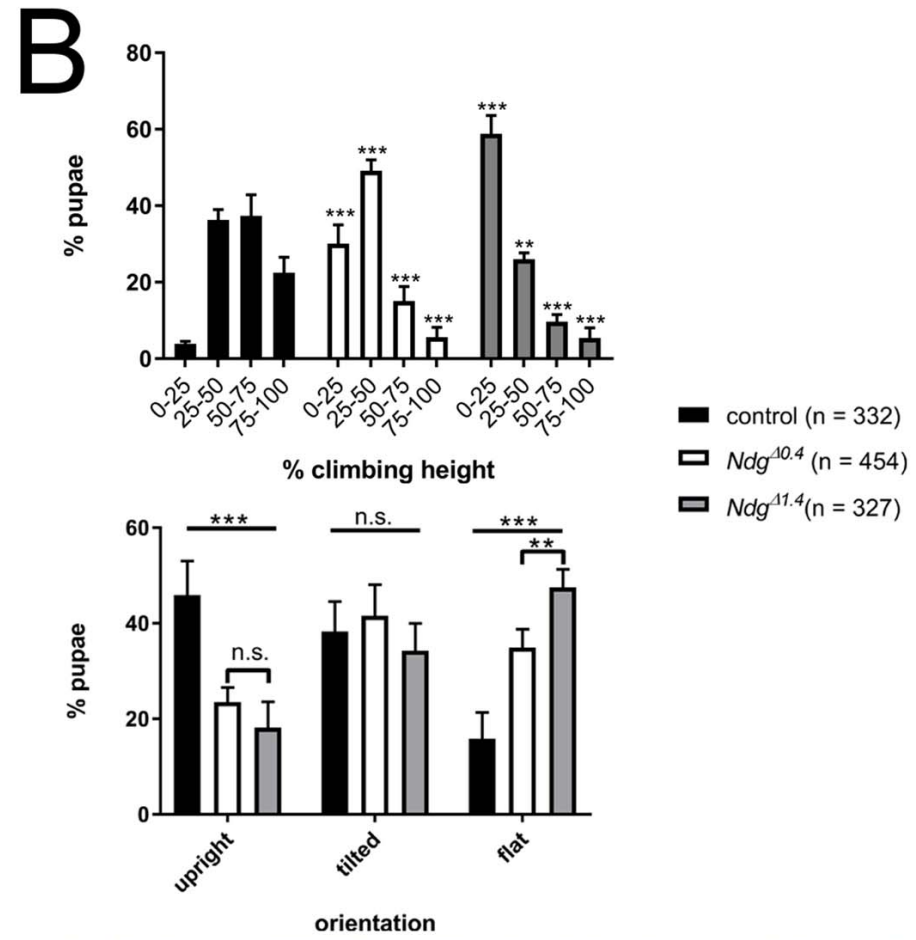 B
80
60
40
20
0
% pupae
***
***
***
***
***
**
***
***
0-25
25-50
50-75
75-100
0-25
25-50
50-75
75-100
0-25
25-50
50-75
75-100
% climbing height
control (n = 332)
NdgΔ0.4 (n = 454)
NdgΔ1.4(n = 327)
60
40
20
0
% pupae
***
n.s.
n.s.
***
**
upright
tilted
flat
orientation